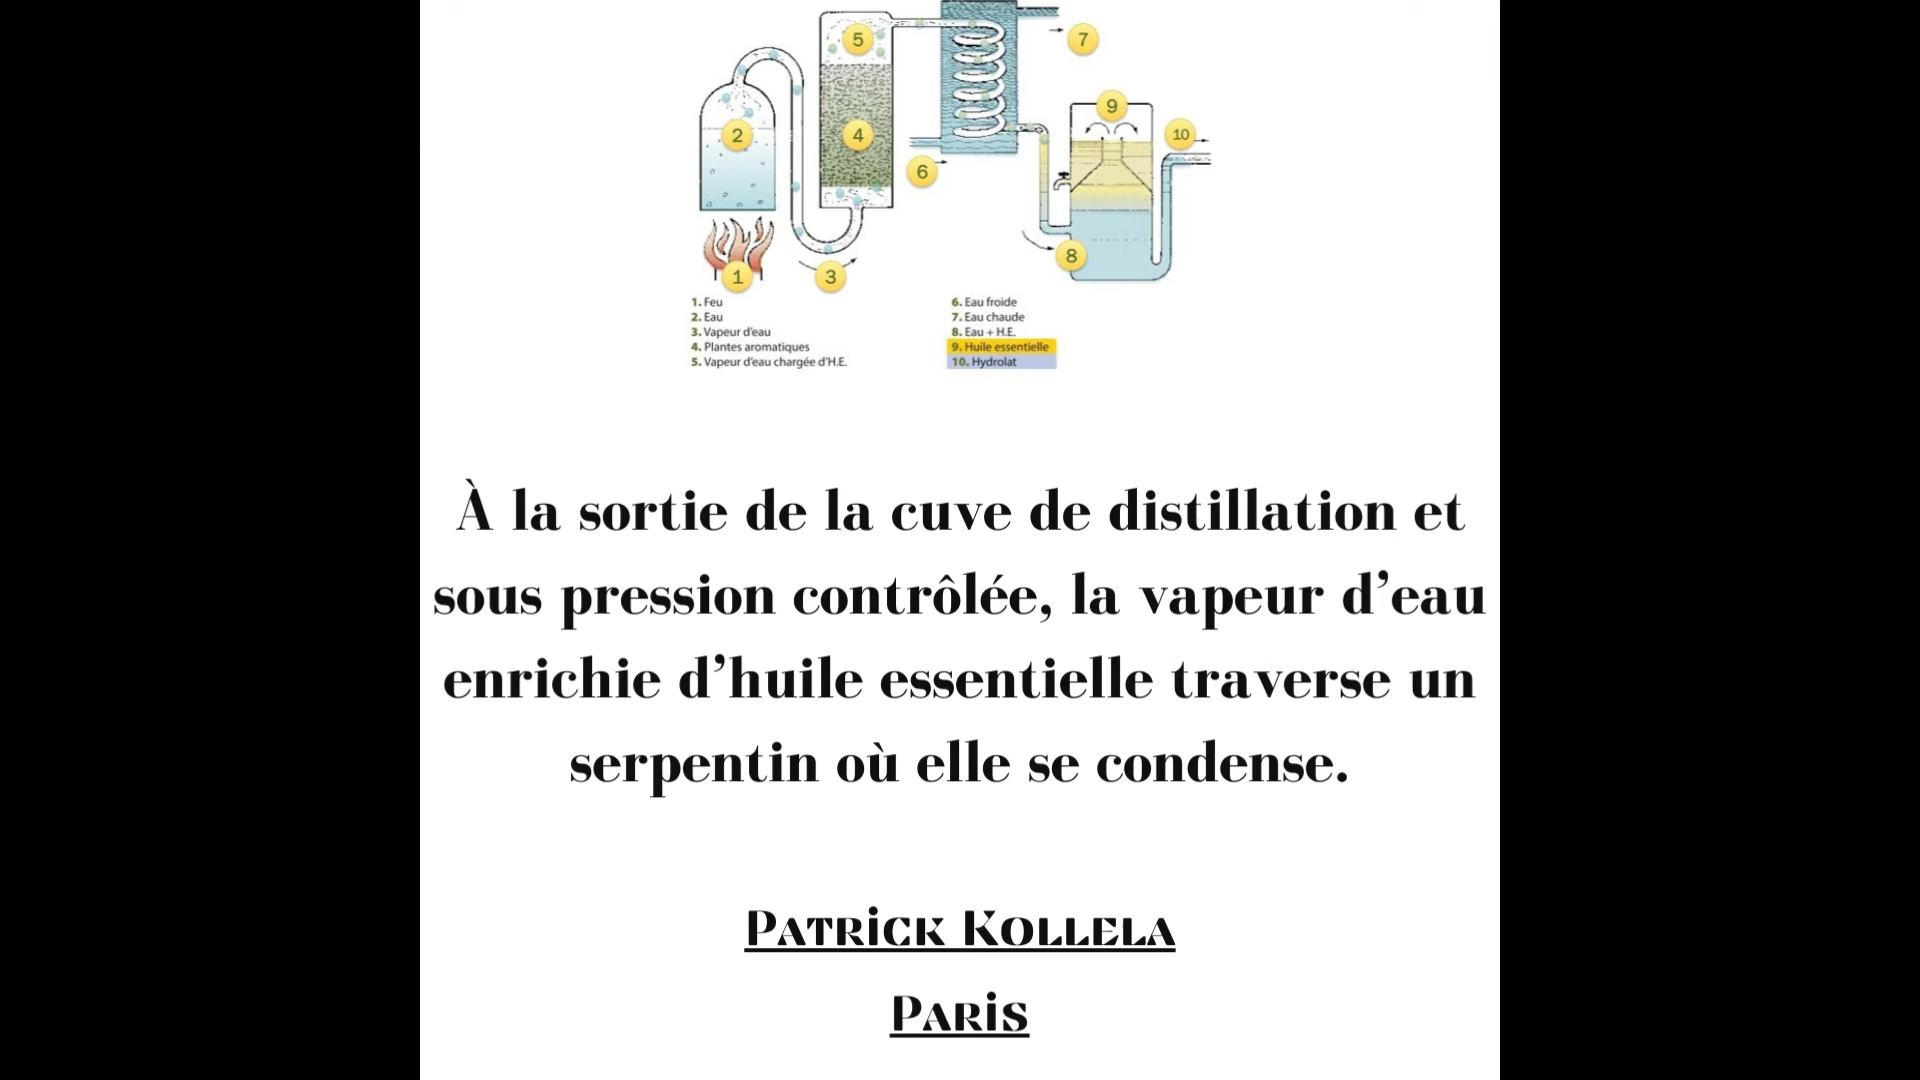 5
7
9
2
4
10
6
8
1
3
1. Feu
2. Eau
3. Vapeur d'eau
4. Plantes aromatiques
5. Vapeur d'eau chargée d'H.E.
6. Eau froide
7. Eau chaude
8. Eau + H.E.
9. Huile essentielle
10. Hydrolat
À la sortie de la cuve de distillation et
sous pression contrôlée, la vapeur d’eau
enrichie d’huile essentielle traverse un
serpentin où elle se condense.
Patrick Kollela
Paris